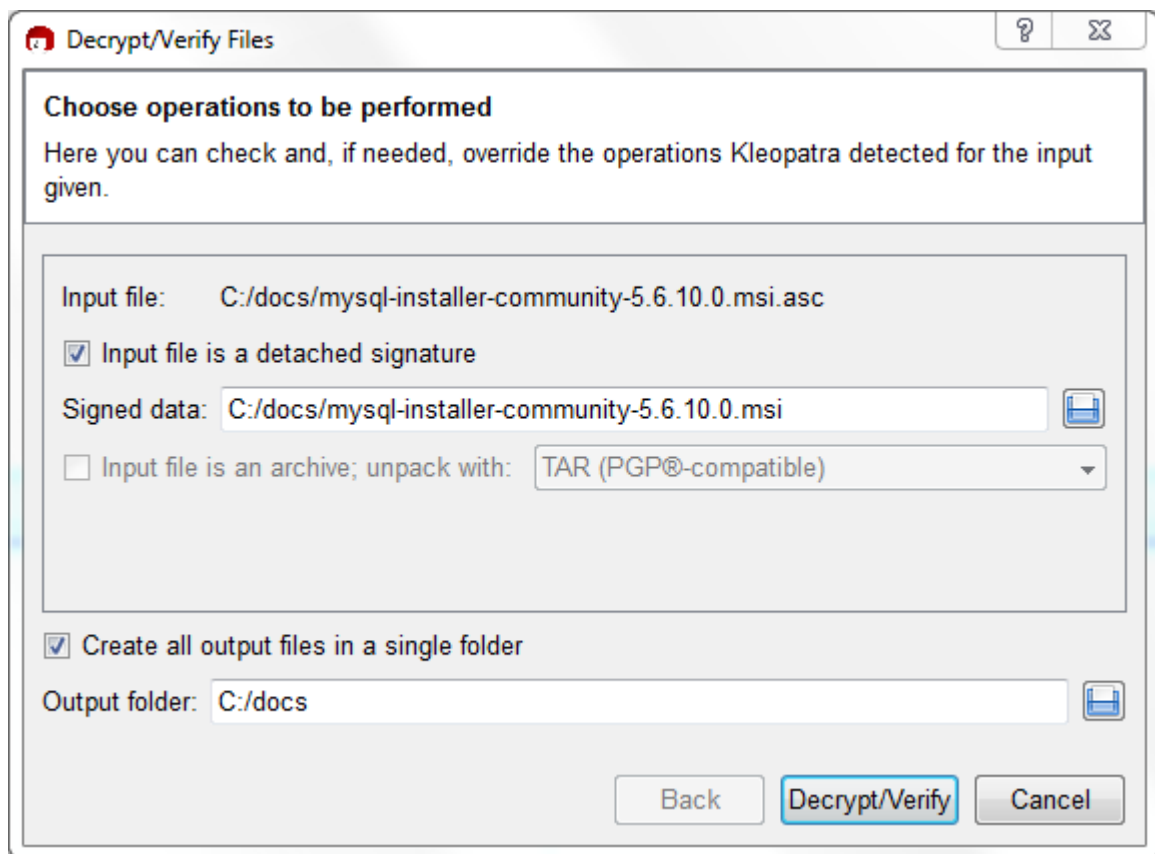 Decrypt/Verify Files
Choose operations to be performed
Here you can check and, if needed, override the operations Kleopatra detected for the input
given.
Input file: C:/docs/mysql-installer-community-5.6.10.0.msi.asc
Input file is a detached signature
Signed data: C:/docs/mysql-installer-community-5.6.10.0.msi
Input file is an archive; unpack with: TAR (PGP®-compatible)
Create all output files in a single folder
Output folder: C:/docs
Back Decrypt/Verify Cancel